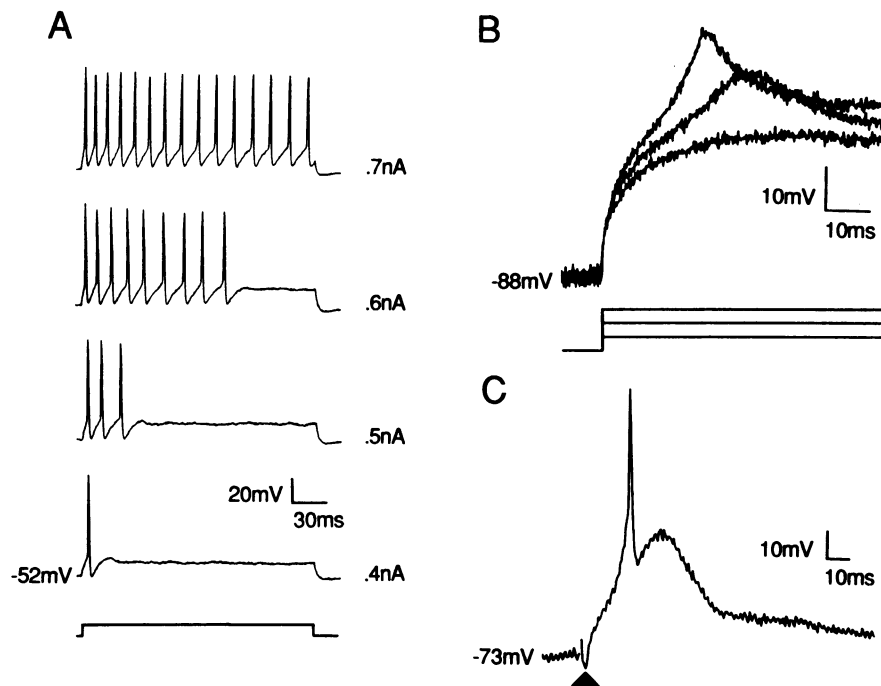 A
.7nA
.6nA
.5nA
20mV
30ms
-52mV
.4nA
B
10mV
10ms
-88mV
C
10mV
10ms
-73mV